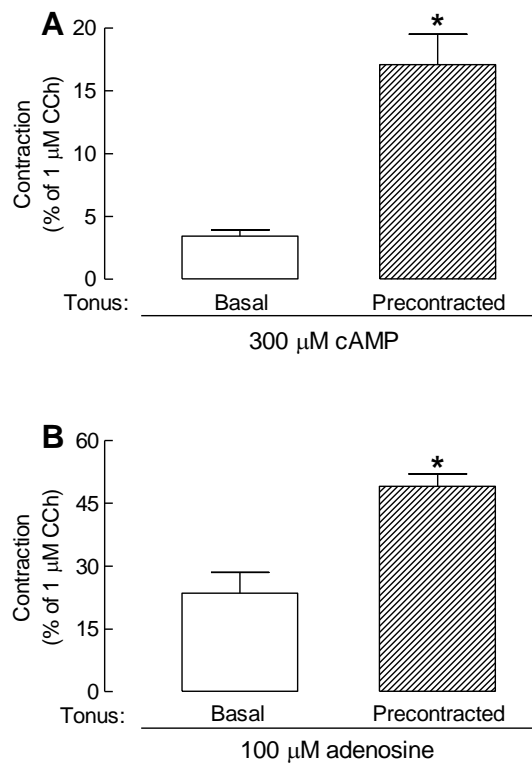 A
20
15
10
5
0
Contraction
(% of 1 μM CCh)
*
Tonus: Basal Precontracted
300 μM cAMP
B
60
45
30
15
0
Contraction
(% of 1 μM CCh)
*
Tonus: Basal Precontracted
100 μM adenosine